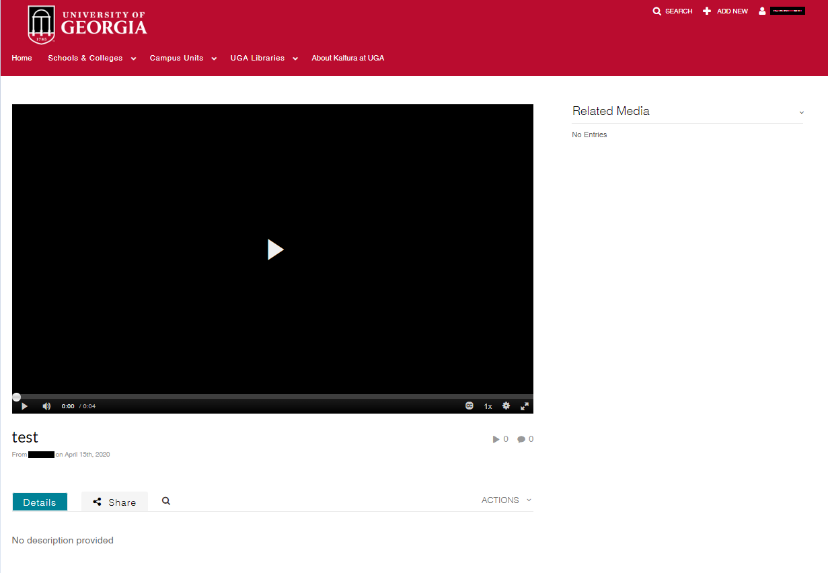 UNIVERSITY OF
GEORGIA
1785
SEARCH ADD NEW
Home Schools & Colleges Campus Units UGA Libraries About Kaltura at UGA
Related Media
No Entries
0:00 / 0:04
CC 1x
test
0 0
From on April 15th, 2020
Details Share ACTIONS
No description provided